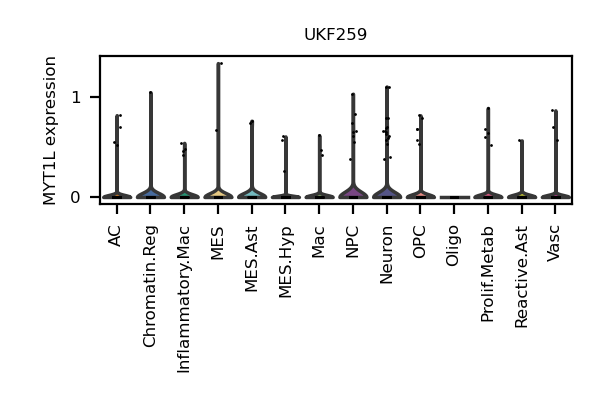 UKF259
MYT1L expression
1
0
AC
Chromatin.Reg
Inflammatory.Mac
MES
MES.Ast
MES.Hyp
Mac
NPC
Neuron
OPC
Oligo
Prolif.Metab
Reactive.Ast
Vasc